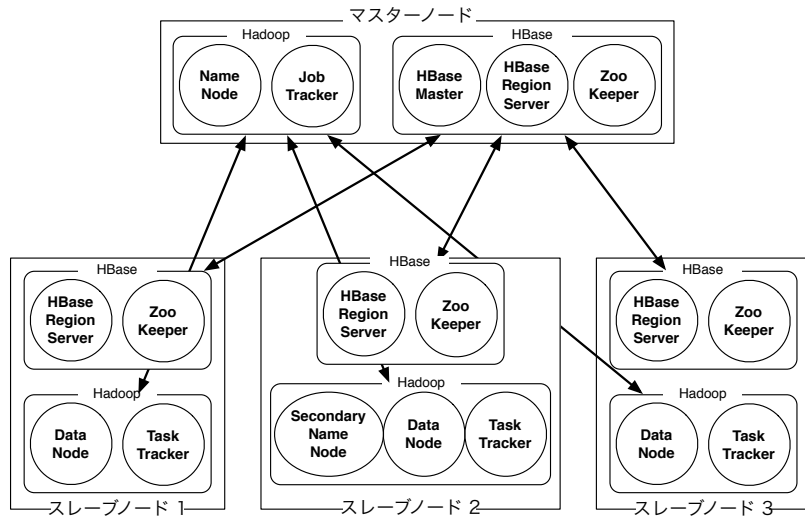 マスターノード
Hadoop
Name
Node
Job
Tracker
HBase
HBase
Master
HBase
Region
Server
Zoo
Keeper
HBase
HBase
Region
Server
Zoo
Keeper
Hadoop
Data
Node
Task
Tracker
スレーブノード 1
HBase
HBase
Region
Server
Zoo
Keeper
Hadoop
Secondary
Name
Node
Data
Node
Task
Tracker
スレーブノード 2
HBase
HBase
Region
Server
Zoo
Keeper
Hadoop
Data
Node
Task
Tracker
スレーブノード 3